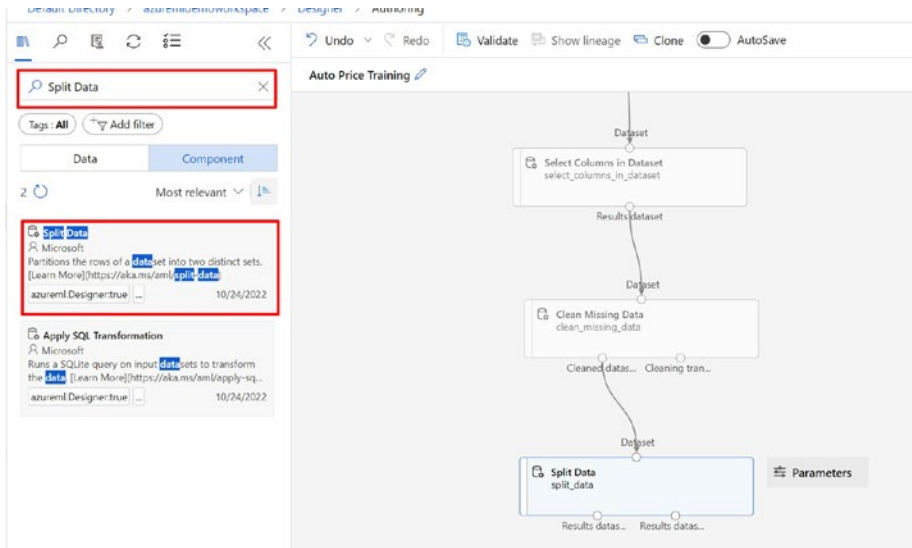 Default Directory > azuremldemoworkspace > Designer > Authoring
Undo Redo Validate Show lineage Clone AutoSave
Split Data
Tags : All Add filter
Data Component
2 Most relevant
Split Data
Microsoft
Partitions the rows of a dataset into two distinct sets.
[Learn More](https://aka.ms/aml/split-data)
azureml.Designer:true ... 10/24/2022
Apply SQL Transformation
Microsoft
Runs a SQLite query on input datasets to transform
the data [Learn More](https://aka.ms/aml/apply-sq...
azureml.Designer:true ... 10/24/2022
Auto Price Training
Dataset
Select Columns in Dataset
select_columns_in_dataset
Results dataset
Dataset
Clean Missing Data
clean_missing_data
Cleaned datas... Cleaning tran...
Dataset
Split Data
split_data
Parameters
Results datas... Results datas...